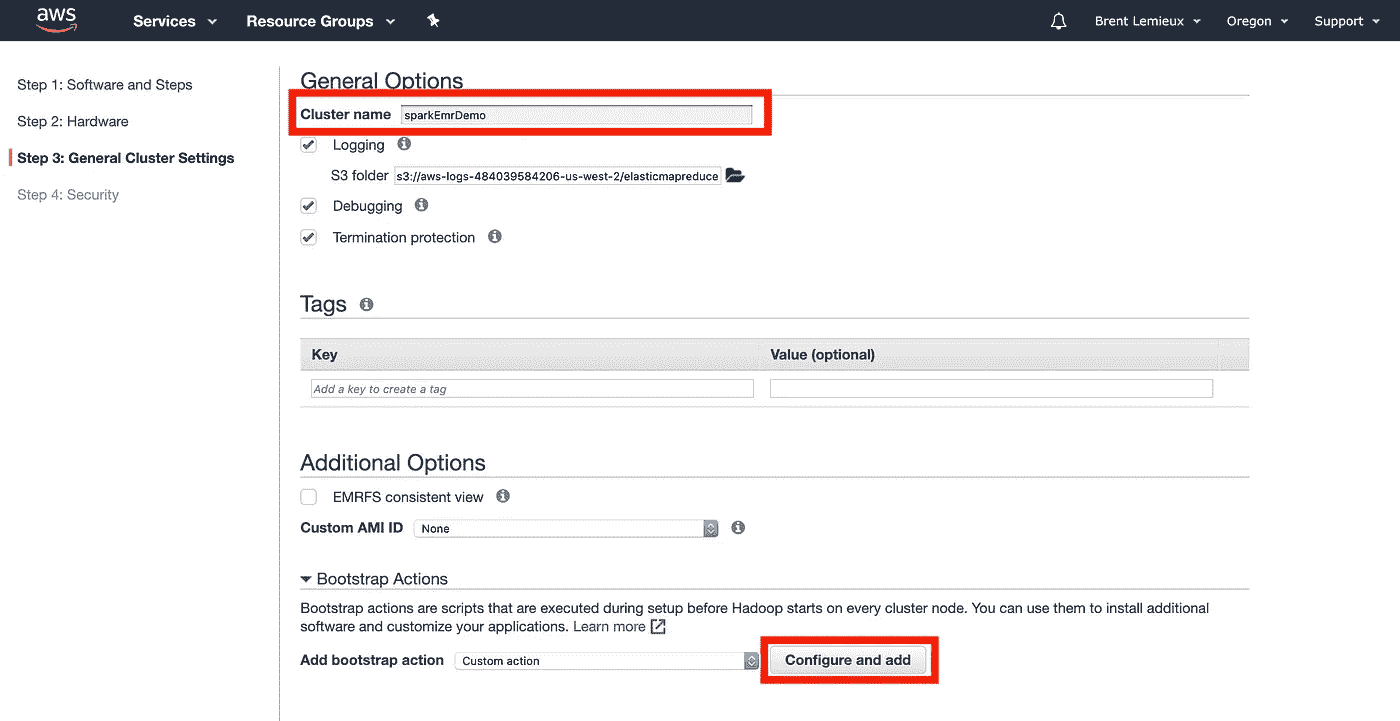 aws Services Resource Groups Brent Lemieux Oregon Support
Step 1: Software and Steps
Step 2: Hardware
Step 3: General Cluster Settings
Step 4: Security
General Options
Cluster name sparkEmrDemo
Logging
S3 folder s3://aws-logs-484039584206-us-west-2/elasticmapreduce
Debugging
Termination protection
Tags
Key Value (optional)
Add a key to create a tag
Additional Options
EMRFS consistent view
Custom AMI ID None
Bootstrap Actions
Bootstrap actions are scripts that are executed during setup before Hadoop starts on every cluster node. You can use them to install additional
software and customize your applications. Learn more
Add bootstrap action Custom action Configure and add